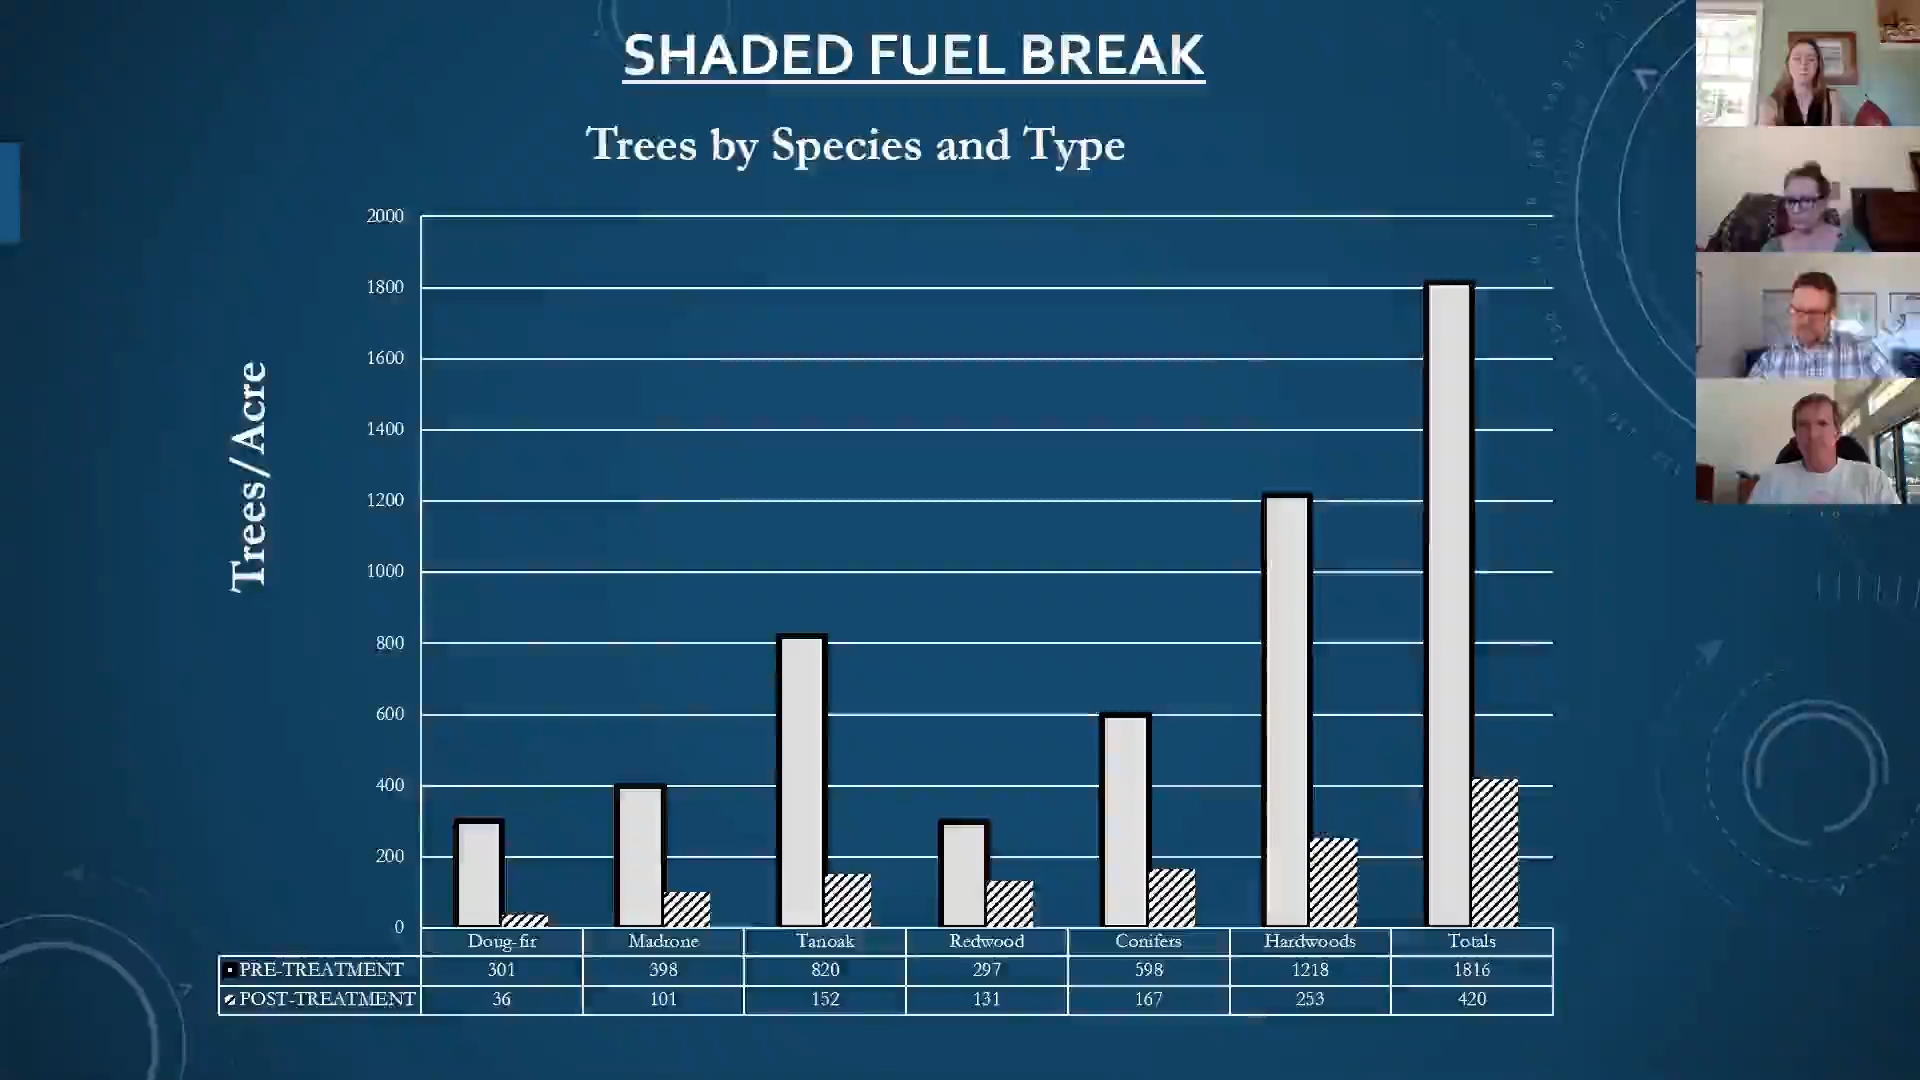 SHADED FUEL BREAK
Trees by Species and Type
Trees/Acre
2000
1800
1600
1400
1200
1000
800
600
400
200
0
Doug-fir Madrone Tanoak Redwood Conifers Hardwoods Totals
PRE-TREATMENT 301 398 820 297 598 1218 1816
POST-TREATMENT 36 101 152 131 167 253 420